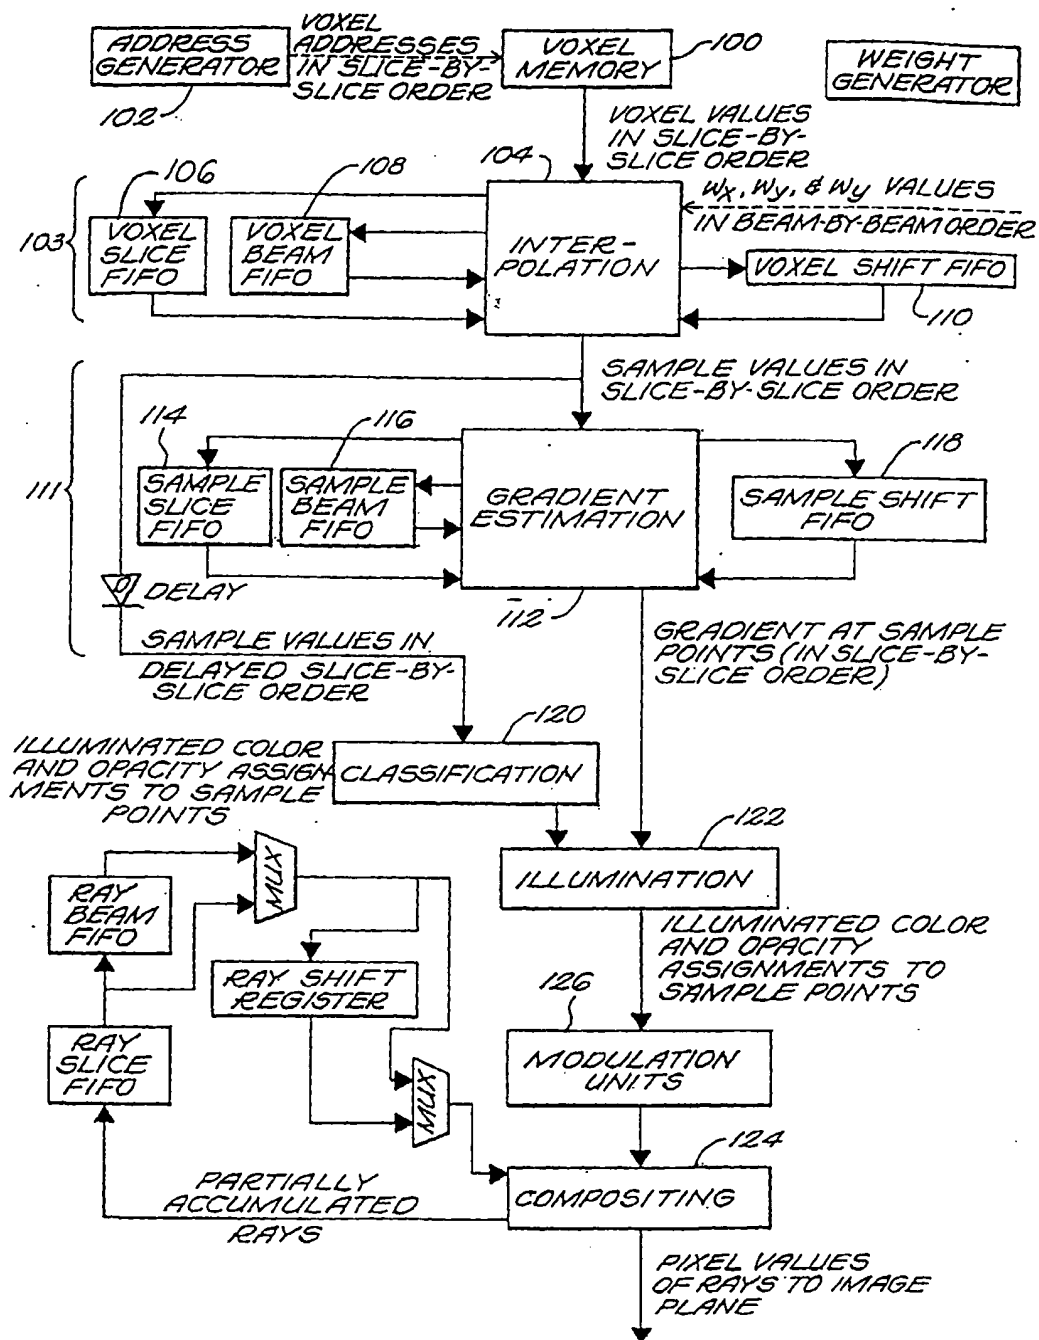 ADDRESS
GENERATOR
102
VOXEL
ADDRESSES
IN SLICE-BY-
SLICE ORDER
VOXEL
MEMORY
100
WEIGHT
GENERATOR
VOXEL VALUES
IN SLICE-BY-
SLICE ORDER
103
106
VOXEL
SLICE
FIFO
108
VOXEL
BEAM
FIFO
104
INTER-
POLATION
Wx, Wy, & Wy VALUES
IN BEAM-BY-BEAM ORDER
VOXEL SHIFT FIFO
110
SAMPLE VALUES IN
SLICE-BY-SLICE ORDER
111
114
SAMPLE
SLICE
FIFO
116
SAMPLE
BEAM
FIFO
GRADIENT
ESTIMATION
112
118
SAMPLE SHIFT
FIFO
D
DELAY
SAMPLE VALUES IN
DELAYED SLICE-BY-
SLICE ORDER
GRADIENT AT SAMPLE
POINTS (IN SLICE-BY-
SLICE ORDER)
120
CLASSIFICATION
ILLUMINATED COLOR
AND OPACITY ASSIGN-
MENTS TO SAMPLE
POINTS
122
ILLUMINATION
ILLUMINATED COLOR
AND OPACITY
ASSIGNMENTS TO
SAMPLE POINTS
MUX
RAY
BEAM
FIFO
RAY SHIFT
REGISTER
RAY
SLICE
FIFO
MUX
126
MODULATION
UNITS
124
COMPOSITING
PARTIALLY
ACCUMULATED
RAYS
PIXEL VALUES
OF RAYS TO IMAGE
PLANE